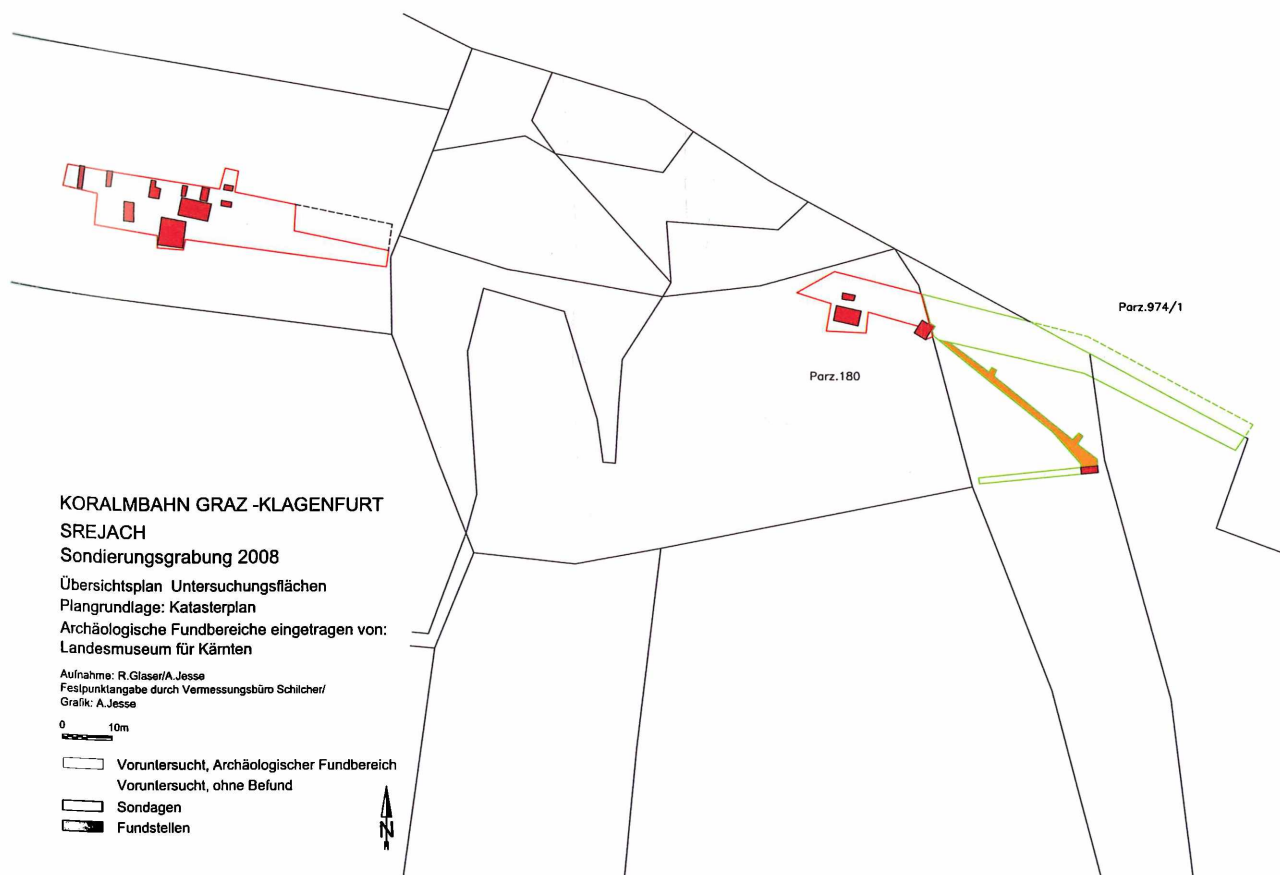 Parz.974/1
Parz.180
KORALMBAHN GRAZ -KLAGENFURT
SREJACH
Sondierungsgrabung 2008
Übersichtsplan Untersuchungsflächen
Plangrundlage: Katasterplan
Archäologische Fundbereiche eingetragen von:
Landesmuseum für Kärnten
Aufnahme: R.Glaser/A.Jesse
Festpunktangabe durch Vermessungsbüro Schilcher/
Grafik: A.Jesse
0 10m
Voruntersucht, Archäologischer Fundbereich
Voruntersucht, ohne Befund
Sondagen
Fundstellen
N